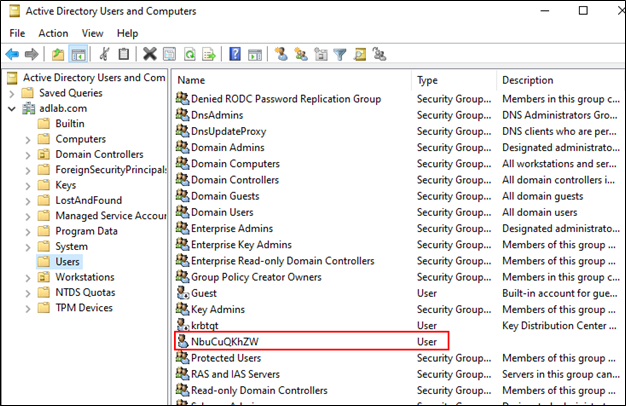 Active Directory Users and Computers
File Action View Help
Active Directory Users and Com
Saved Queries
adlab.com
Builtin
Computers
Domain Controllers
ForeignSecurityPrincipals
Keys
LostAndFound
Managed Service Accour
Program Data
System
Users
Workstations
NTDS Quotas
TPM Devices
Name Type Description
Denied RODC Password Replication Group Security Group... Members in this group c...
DnsAdmins Security Group... DNS Administrators Gro...
DnsUpdateProxy Security Group... DNS clients who are per...
Domain Admins Security Group... Designated administrato...
Domain Computers Security Group... All workstations and ser...
Domain Controllers Security Group... All domain controllers i...
Domain Guests Security Group... All domain guests
Domain Users Security Group... All domain users
Enterprise Admins Security Group... Designated administrato...
Enterprise Key Admins Security Group... Members of this group ...
Enterprise Read-only Domain Controllers Security Group... Members of this group ...
Group Policy Creator Owners Security Group... Members in this group c...
Guest User Built-in account for gue...
Key Admins Security Group... Members of this group ...
krbtgt User Key Distribution Center ...
NbuCuQKhZW User
Protected Users Security Group... Members of this group ...
RAS and IAS Servers Security Group... Servers in this group can...
Read-only Domain Controllers Security Group... Members of this group ...